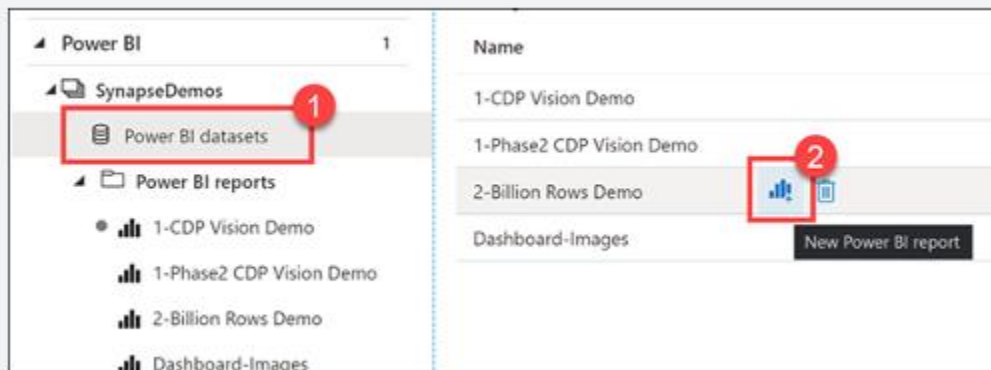 Power BI 1
SynapseDemos
1
Power BI datasets
Power BI reports
1-CDP Vision Demo
1-Phase2 CDP Vision Demo
2-Billion Rows Demo
Dashboard-Images
Name
1-CDP Vision Demo
1-Phase2 CDP Vision Demo
2
2-Billion Rows Demo
Dashboard-Images
New Power BI report